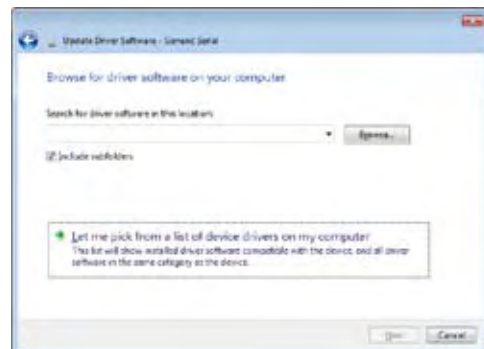 Update Driver Software - Generic Serial
Browse for driver software on your computer
Search for driver software in this location:
Browse...
Include subfolders
Let me pick from a list of device drivers on my computer
This list will show installed driver software compatible with the device, and all driver
software in the same category as the device.
Next Cancel